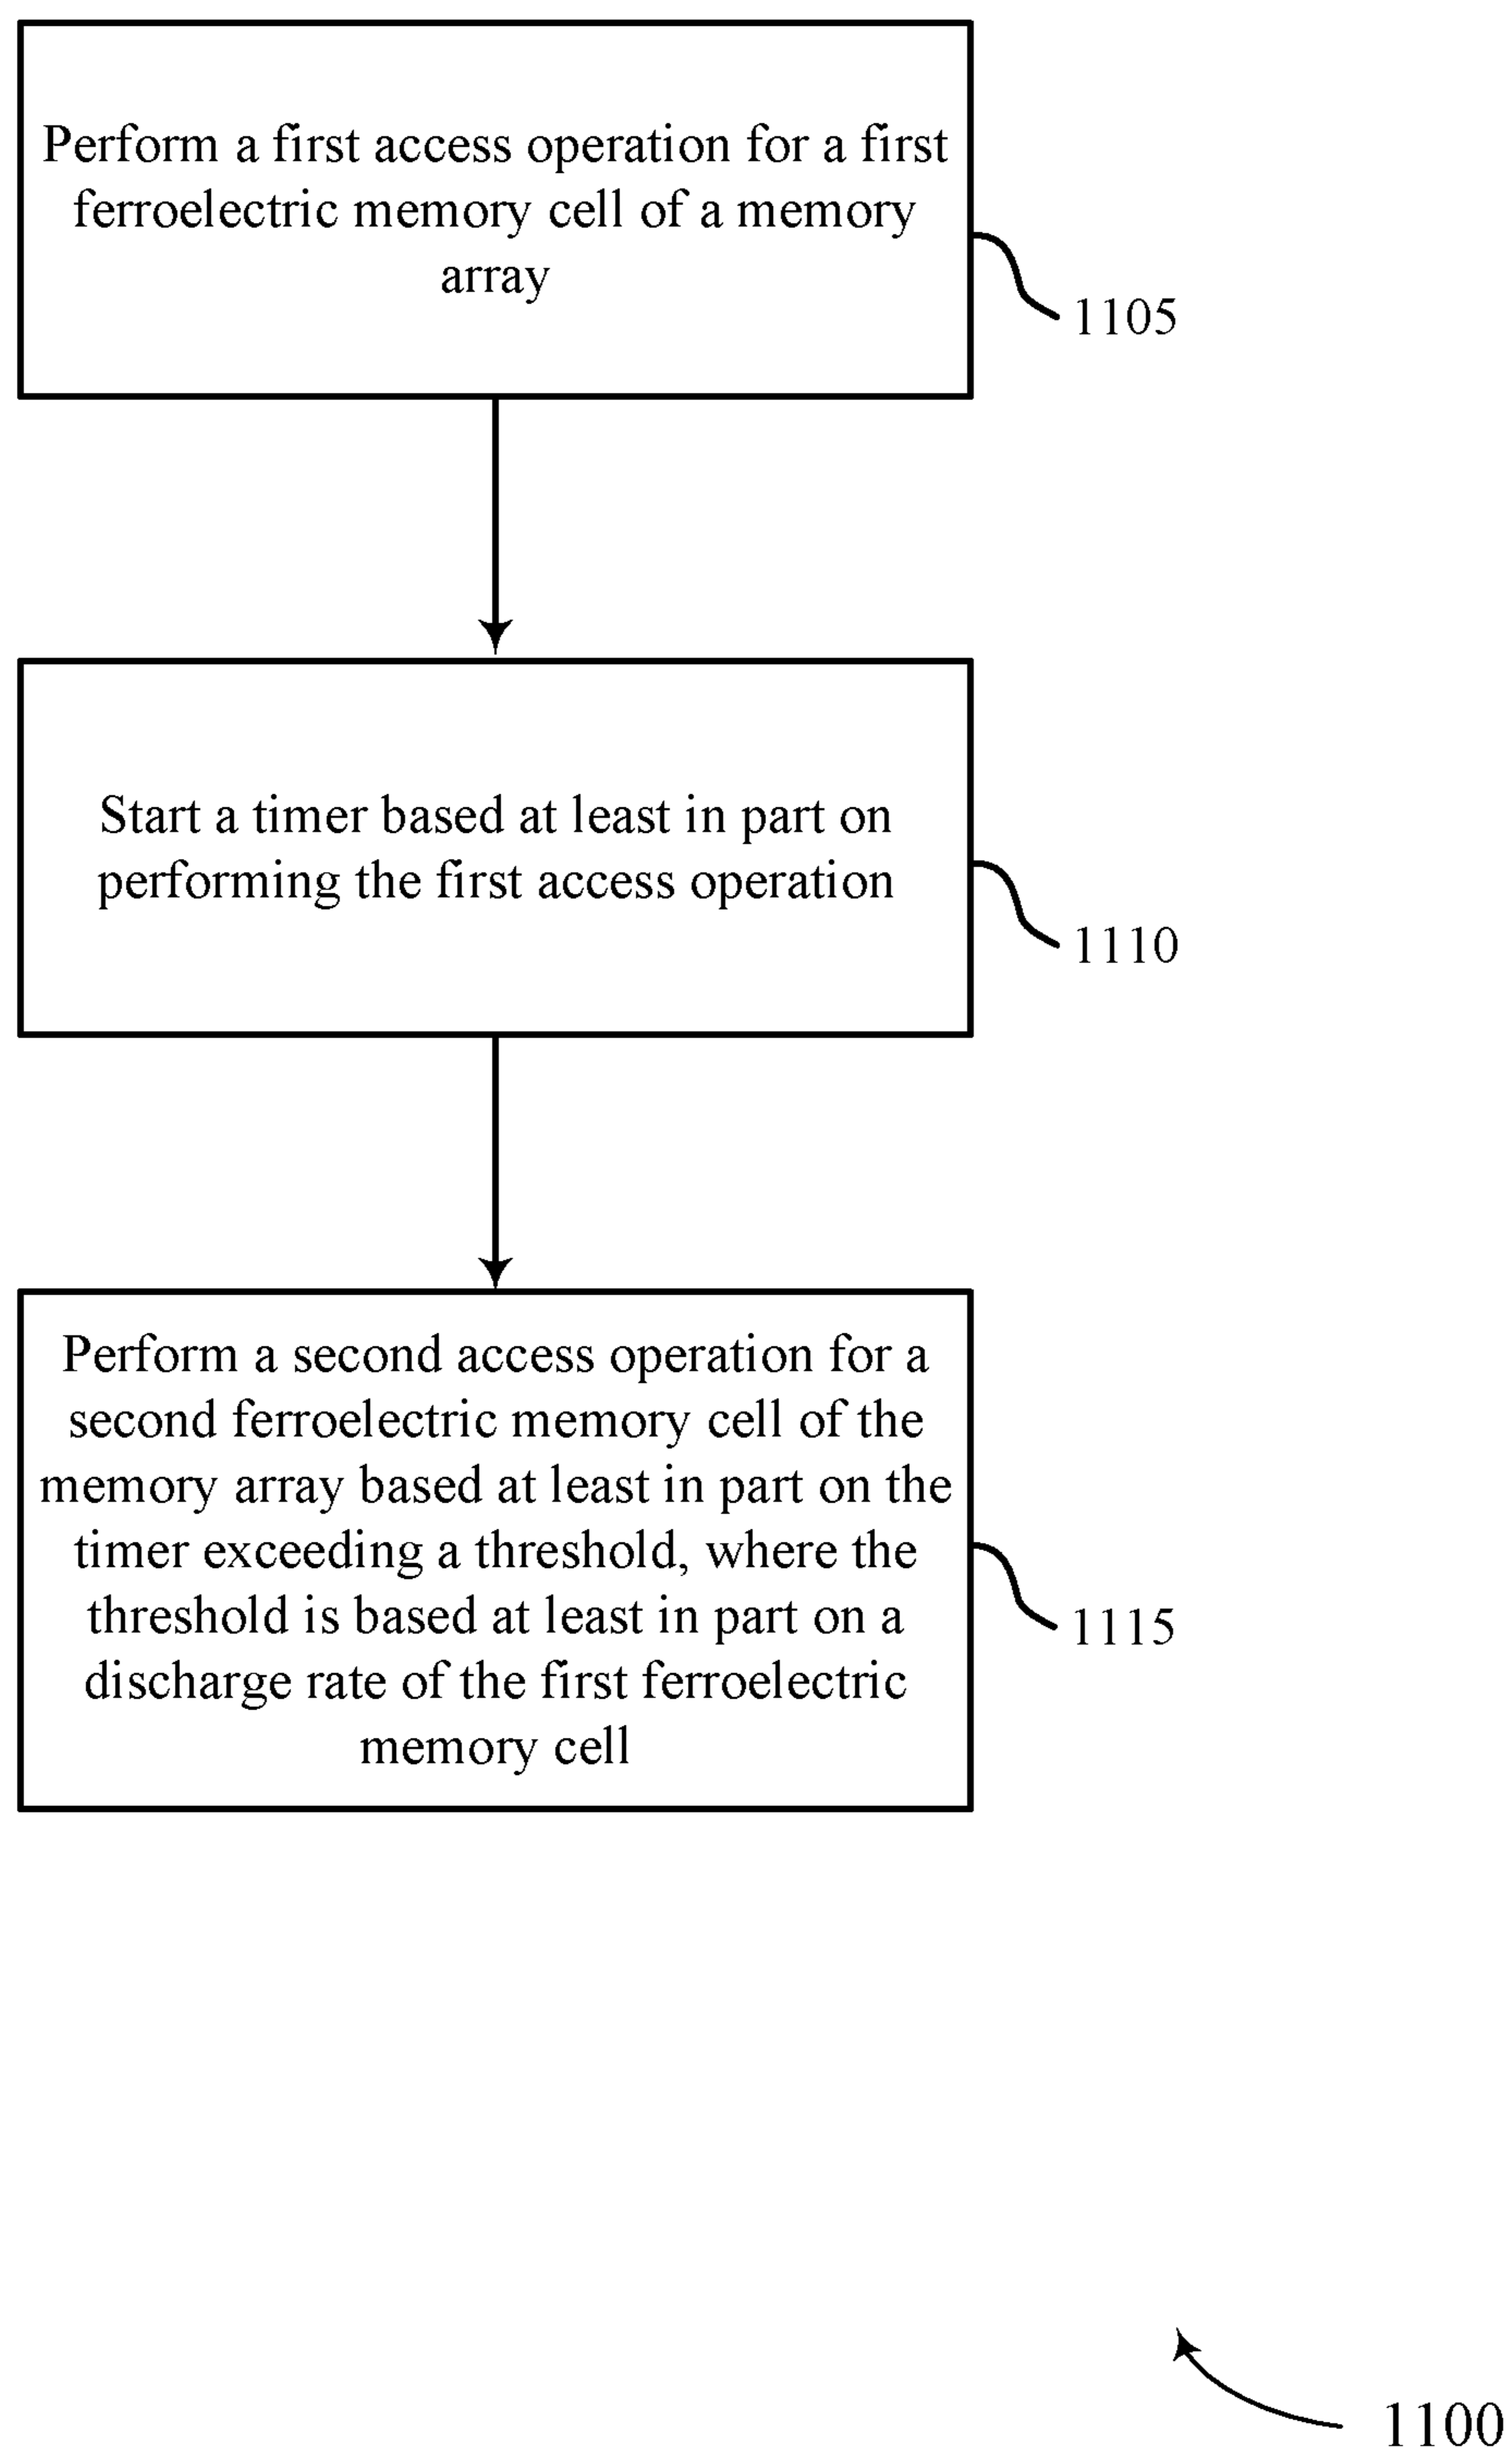 Perform a first access operation for a first
ferroelectric memory cell of a memory
array
1105
Start a timer based at least in part on
performing the first access operation
1110
Perform a second access operation for a
second ferroelectric memory cell of the
memory array based at least in part on the
timer exceeding a threshold, where the
threshold is based at least in part on a
discharge rate of the first ferroelectric
memory cell
1115
1100